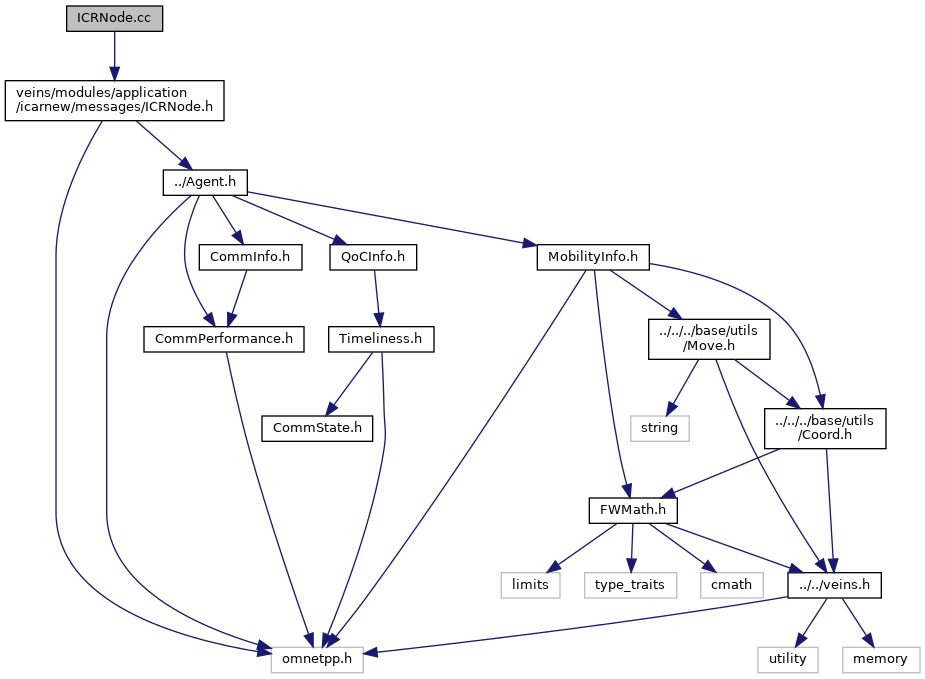 ICRNode.cc
veins/modules/application
/icarnew/messages/ICRNode.h
../Agent.h
CommInfo.h
QoCInfo.h
MobilityInfo.h
CommPerformance.h
Timeliness.h
../../../base/utils
/Move.h
CommState.h
string
../../../base/utils
/Coord.h
FWMath.h
limits
type_traits
cmath
../../veins.h
omnetpp.h
utility
memory